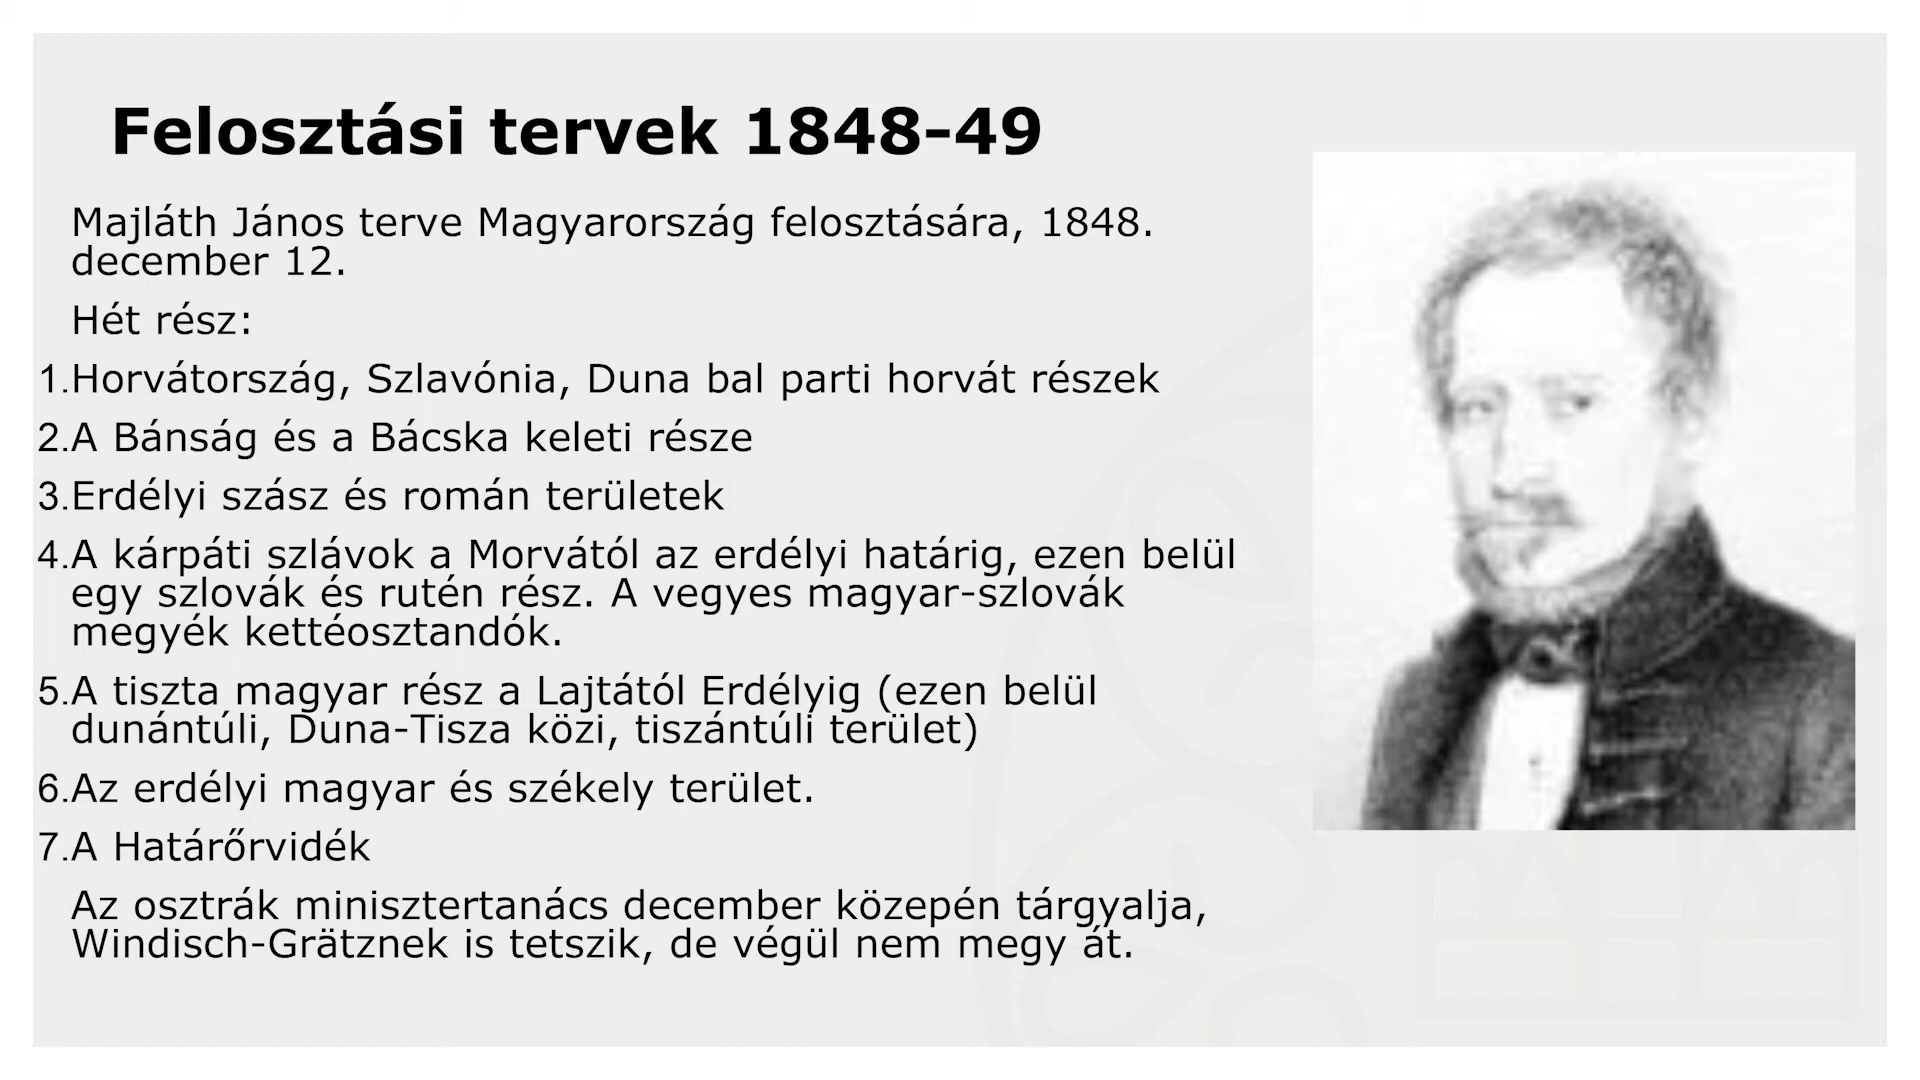 Felosztási tervek 1848-49
Majláth János terve Magyarország felosztására, 1848.
december 12.
Hét rész:
1.Horvátország, Szlavónia, Duna bal parti horvát részek
2.A Bánság és a Bácska keleti része
3.Erdélyi szász és román területek
4.A kárpáti szlávok a Morvától az erdélyi határig, ezen belül
egy szlovák és rutén rész. A vegyes magyar-szlovák
megyék kettéosztandók.
5.A tiszta magyar rész a Lajtától Erdélyig (ezen belül
dunántúli, Duna-Tisza közi, tiszántúli terület)
6.Az erdélyi magyar és székely terület.
7.A Határőrvidék
Az osztrák minisztertanács december közepén tárgyalja,
Windisch-Grätznek is tetszik, de végül nem megy át.